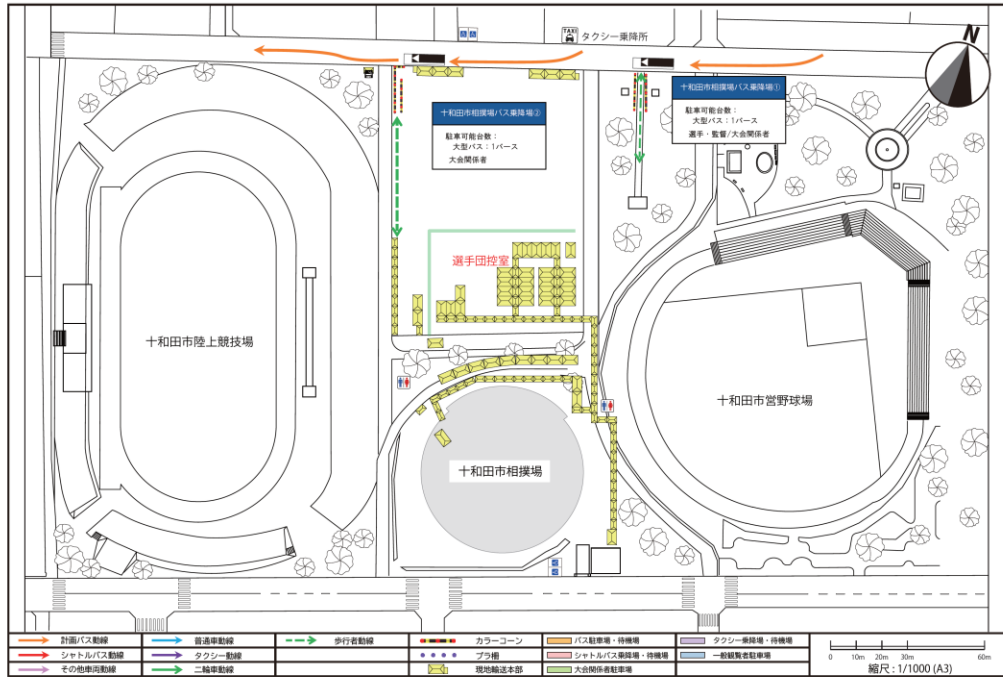 N
TAXI
タクシー乗降所
十和田市相撲場バス乗降場②
駐車可能台数：
大型バス：1バース
大会関係者
十和田市相撲場バス乗降場①
駐車可能台数：
大型バス：1バース
選手・監督/大会関係者
選手団控室
十和田市陸上競技場
十和田市営野球場
十和田市相撲場
計画バス動線
普通車動線
歩行者動線
カラーコーン
バス駐車場・待機場
タクシー乗降場・待機場
シャトルバス動線
タクシー動線
プラ柵
シャトルバス乗降場・待機場
一般観覧者駐車場
その他車両動線
二輪車動線
現地輸送本部
大会関係者駐車場
0 10m 20m 30m 60m
縮尺：1/1000 (A3)